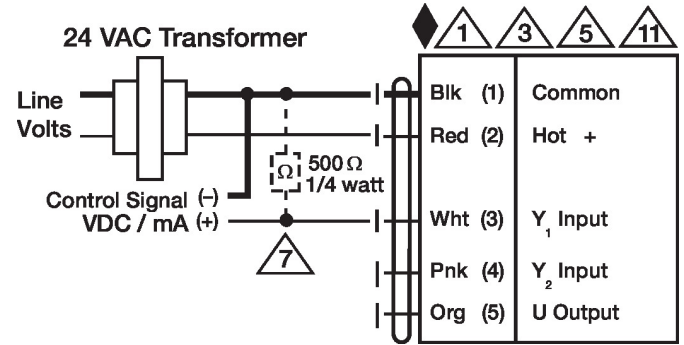 24 VAC Transformer
1 3 5 11
Line
Volts
Blk (1) Common
Red (2) Hot +
Ω 500 Ω
1/4 watt
Control Signal (–)
VDC / mA (+)
Wht (3) Y1 Input
7
Pnk (4) Y2 Input
Org (5) U Output